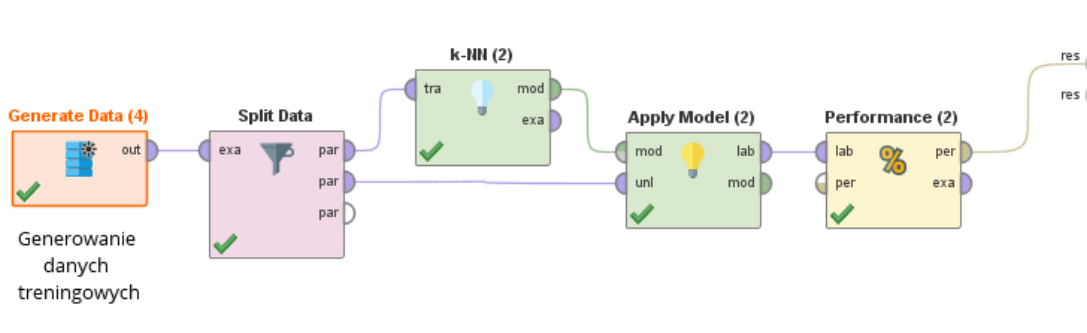 k-NN (2)
res
tra
mod
res
exa
Generate Data (4)
Split Data
Apply Model (2)
Performance (2)
out
exa
par
mod
lab
lab
per
par
unl
mod
per
exa
par
Generowanie
danych
treningowych